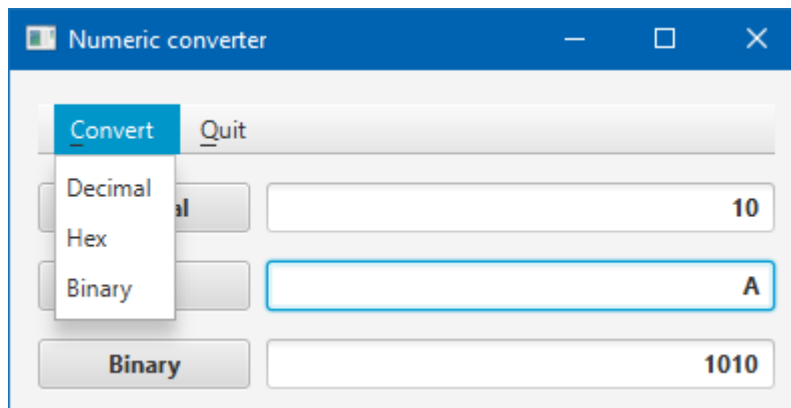 Numeric converter
Convert Quit
Decimal
al 10
Hex
A
Binary
Binary 1010